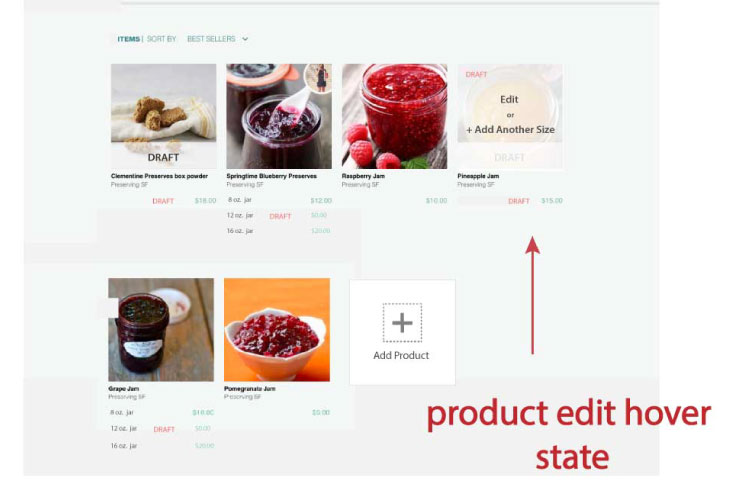 ITEMS | SORT BY: BEST SELLERS
DRAFT
Clementine Preserves box powder
Preserving SF
DRAFT $18.00
Springtime Blueberry Preserves
Preserving SF
8 oz. jar $12.00
12 oz. jar DRAFT $0.00
16 oz. jar $20.00
Raspberry Jam
Preserving SF
$10.00
DRAFT
Edit
or
+ Add Another Size
DRAFT
Pineapple Jam
Preserving SF
DRAFT $15.00
Grape Jam
Preserving SF
8 oz. jar
12 oz. jar DRAFT $0.00
16 oz. jar $20.00
Pomegranate Jam
Preserving SF
$0.00
+
Add Product
product edit hover
state